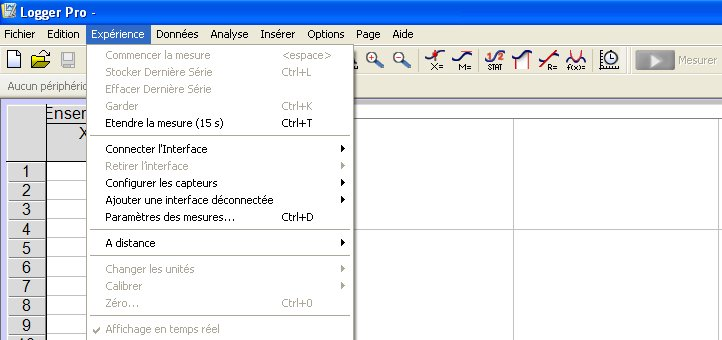 Logger Pro -
Fichier Edition Expérience Données Analyse Insérer Options Page Aide
Commencer la mesure <espace>
X= M= STAT R= f(x)= Mesurer
Stocker Dernière Série Ctrl+L
Aucun périphéri
Effacer Dernière Série
Garder Ctrl+K
Ensem
Etendre la mesure (15 s) Ctrl+T
X
Connecter l'Interface
Retirer l'interface
1
Configurer les capteurs
2
Ajouter une interface déconnectée
3
Paramètres des mesures... Ctrl+D
4
A distance
5
6
Changer les unités
7
Calibrer
8
Zéro... Ctrl+0
9
Affichage en temps réel